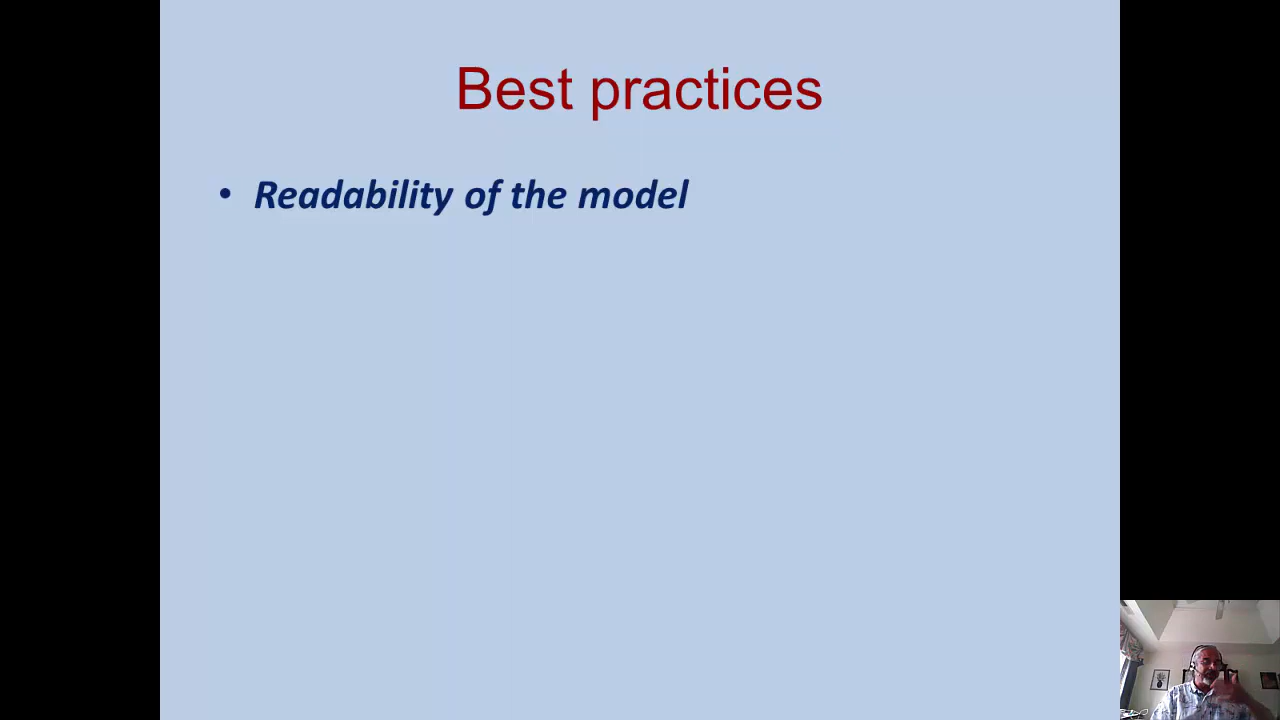 Best practices
• Readability of the model